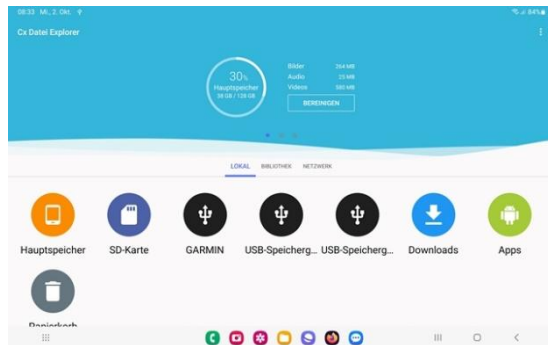 08:33 Mi., 2. Okt.
84%
Cx Datei Explorer
30%
Hauptspeicher
38 GB / 128 GB
Bilder 264 MB
Audio 25 MB
Videos 580 MB
BEREINIGEN
LOKAL BIBLIOTHEK NETZWERK
Hauptspeicher SD-Karte GARMIN USB-Speicherg... USB-Speicherg... Downloads Apps
Papierkorb